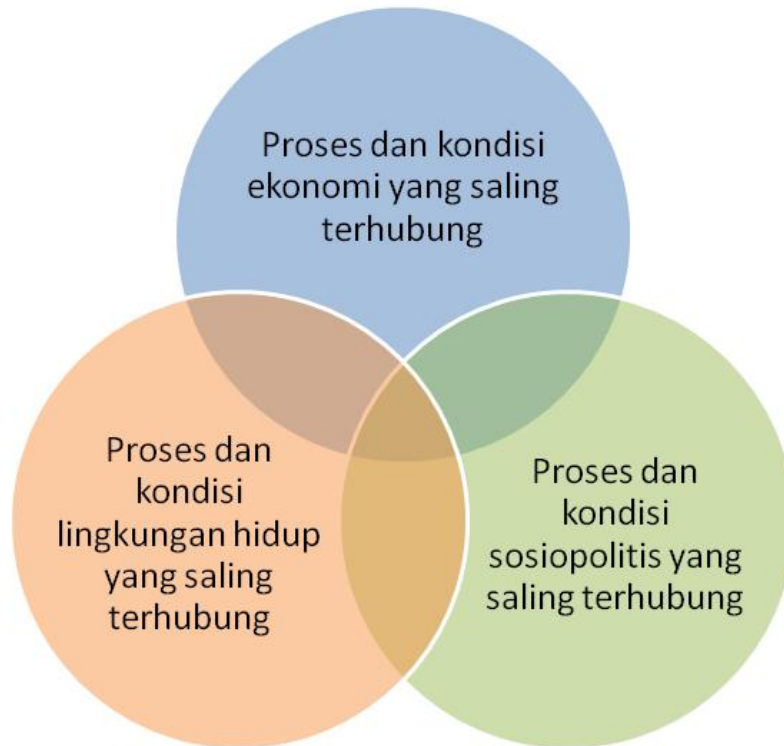 Proses dan kondisi
ekonomi yang saling
terhubung
Proses dan
kondisi
lingkungan hidup
yang saling
terhubung
Proses dan
kondisi
sosiopolitis yang
saling terhubung